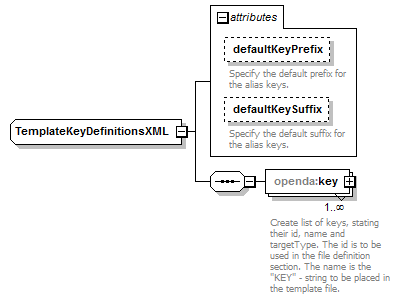 attributes
defaultKeyPrefix
Specify the default prefix for
the alias keys.
defaultKeySuffix
Specify the default suffix for
the alias keys.
TemplateKeyDefinitionsXML
openda:key
1..∞
Create list of keys, stating
their id, name and
targetType. The id is to be
used in the file definition
section. The name is the
"KEY" - string to be placed in
the template file.